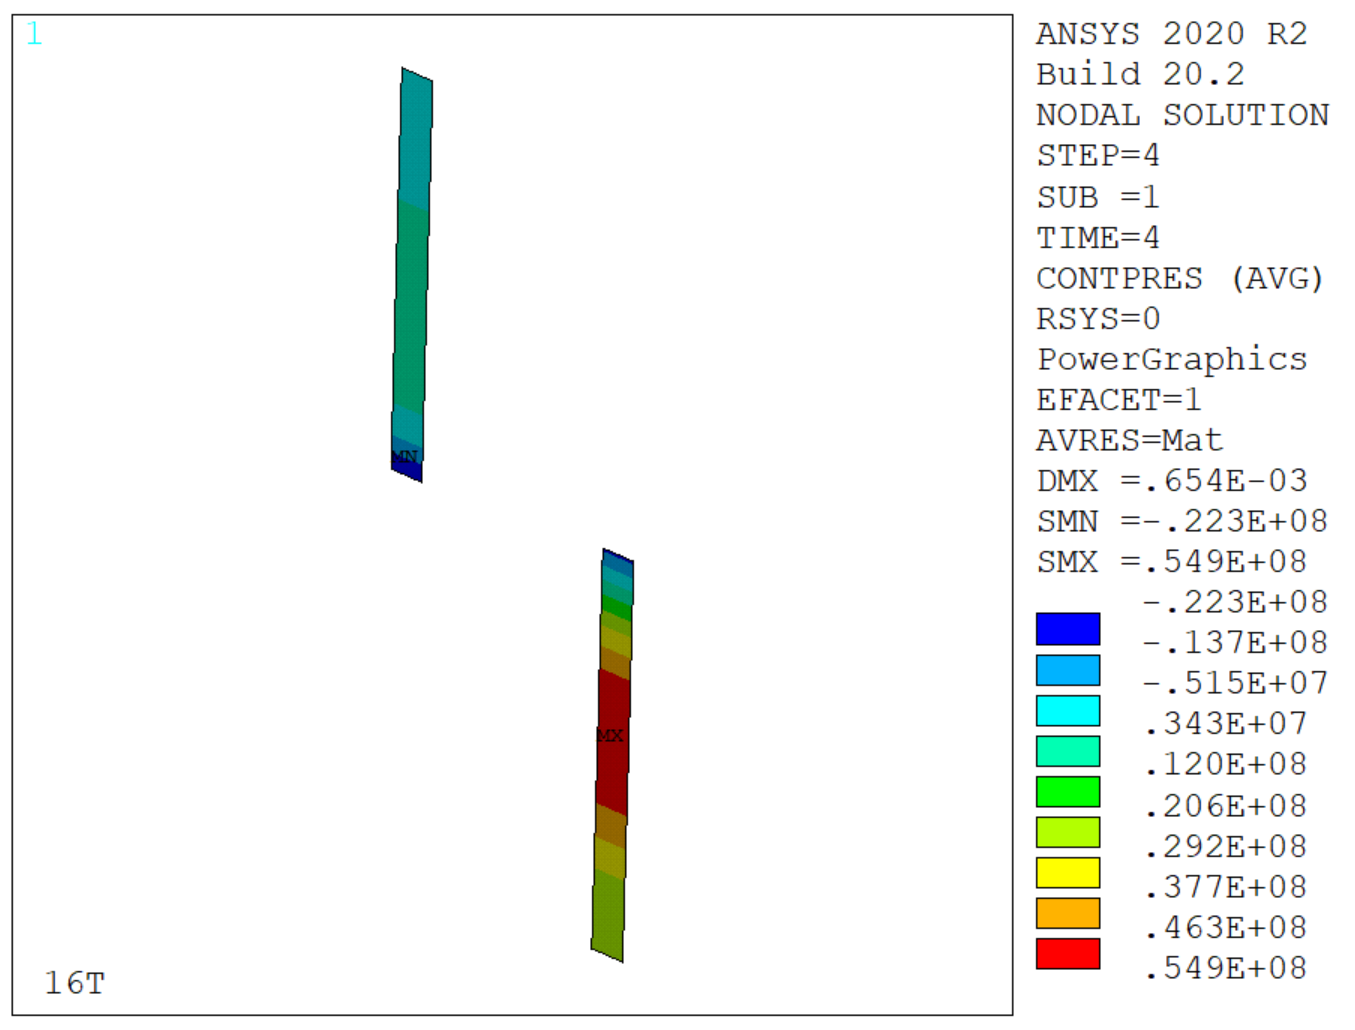 1
ANSYS 2020 R2
Build 20.2
NODAL SOLUTION
STEP=4
SUB =1
TIME=4
CONTPRES (AVG)
RSYS=0
PowerGraphics
EFACET=1
AVRES=Mat
DMX =.654E-03
SMN =-.223E+08
SMX =.549E+08
-.223E+08
-.137E+08
-.515E+07
.343E+07
.120E+08
.206E+08
.292E+08
.377E+08
.463E+08
.549E+08
MN
MX
16T